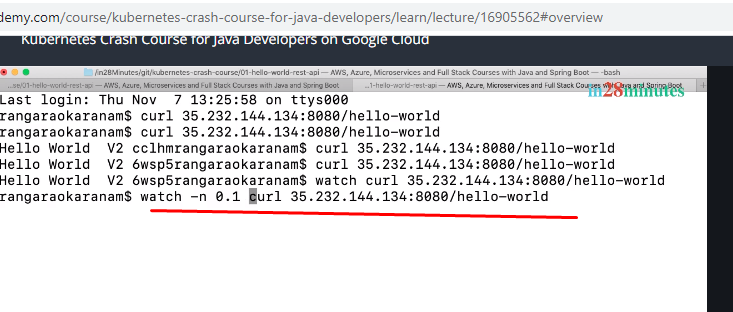 demy.com/course/kubernetes-crash-course-for-java-developers/learn/lecture/16905562#overview
Kubernetes Crash Course for Java Developers on Google Cloud
/in28Minutes/git/kubernetes-crash-course/01-hello-world-rest-api — AWS, Azure, Microservices and Full Stack Courses with Java and Spring Boot — -bash
...se/01-hello-world-rest-api — AWS, Azure, Microservices and Full Stack Courses with Java and Spring Boot
...1-hello-world-rest-api — AWS, Azure, Microservices and Full Stack Courses with Java and Spring Boot
in28minutes
Last login: Thu Nov  7 13:25:58 on ttys000
rangaraokaranam$ curl 35.232.144.134:8080/hello-world
rangaraokaranam$ curl 35.232.144.134:8080/hello-world
Hello World  V2 cclhmrangaraokaranam$ curl 35.232.144.134:8080/hello-world
Hello World  V2 6wsp5rangaraokaranam$ curl 35.232.144.134:8080/hello-world
Hello World  V2 6wsp5rangaraokaranam$ watch curl 35.232.144.134:8080/hello-world
rangaraokaranam$ watch -n 0.1 curl 35.232.144.134:8080/hello-world